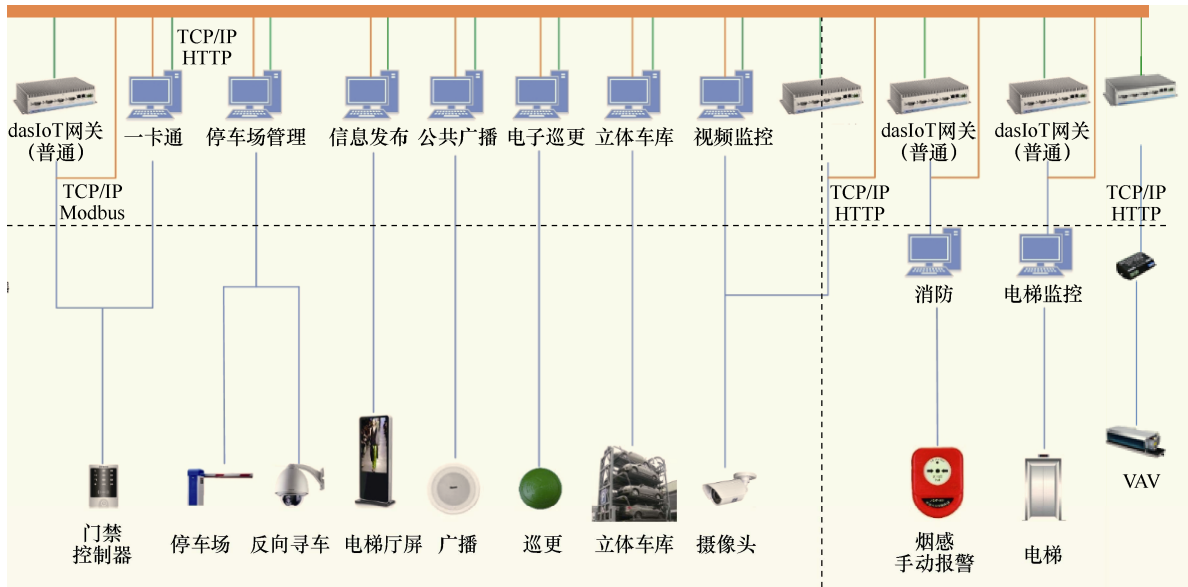 TCP/IP
HTTP
dasIoT网关
（普通）
一卡通
停车场管理
信息发布
公共广播
电子巡更
立体车库
视频监控
dasIoT网关
（普通）
dasIoT网关
（普通）
TCP/IP
Modbus
TCP/IP
HTTP
TCP/IP
HTTP
消防
电梯监控
门禁
控制器
停车场
反向寻车
电梯厅屏
广播
巡更
立体车库
摄像头
烟感
手动报警
电梯
VAV